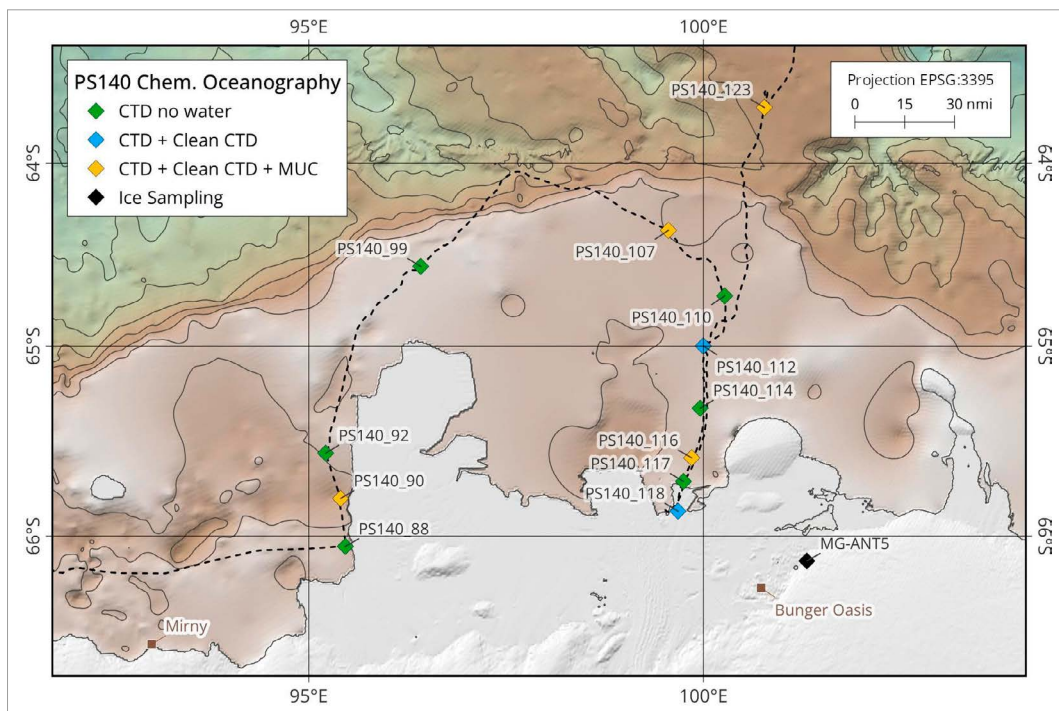 95°E
100°E
PS140 Chem. Oceanography
CTD no water
CTD + Clean CTD
CTD + Clean CTD + MUC
Ice Sampling
Projection EPSG:3395
0 15 30 nmi
PS140_123
64°S
64°S
PS140_99
PS140_107
PS140_110
65°S
65°S
PS140_112
PS140_114
PS140_92
PS140_116
PS140_117
PS140_90
PS140_118
PS140_88
66°S
66°S
MG-ANT5
Bunger Oasis
Mirny
95°E
100°E